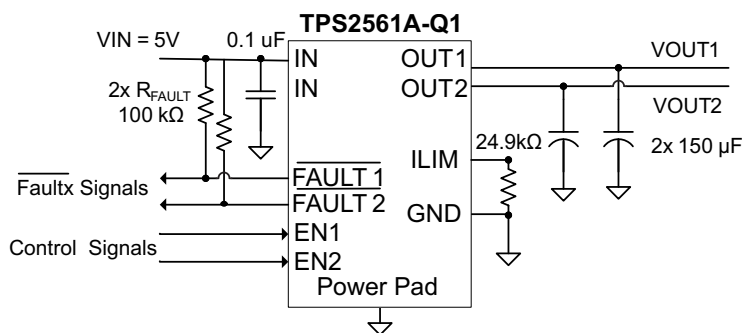 TPS2561A-Q1
VIN = 5V
0.1 uF
IN
OUT1
VOUT1
IN
OUT2
2x RFAULT
100 kΩ
VOUT2
24.9kΩ
2x 150 µF
ILIM
Faultx Signals
FAULT 1
FAULT 2
GND
Control Signals
EN1
EN2
Power Pad